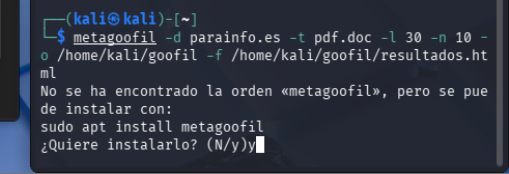 ┌──(kali㉿kali)-[~]
└─$ metagoofil -d parainfo.es -t pdf.doc -l 30 -n 10 -
o /home/kali/goofil -f /home/kali/goofil/resultados.ht
ml
No se ha encontrado la orden «metagoofil», pero se pue
de instalar con:
sudo apt install metagoofil
¿Quiere instalarlo? (N/y)y